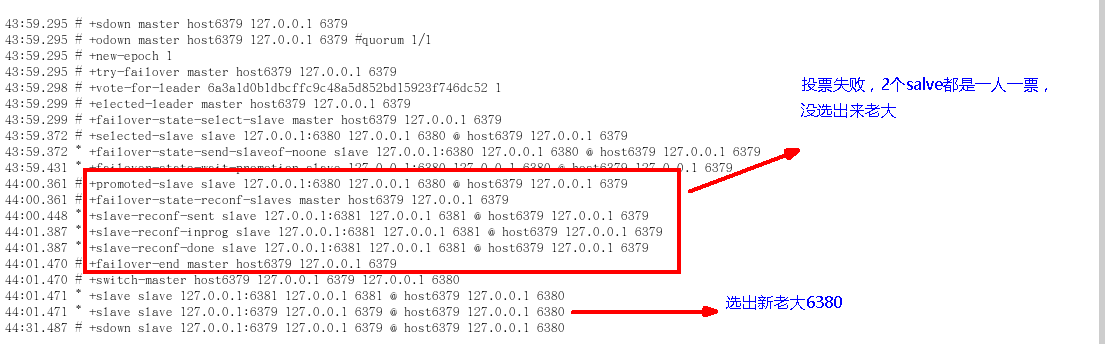 43:59.295 # +sdown master host6379 127.0.0.1 6379
43:59.295 # +odown master host6379 127.0.0.1 6379 #quorum 1/1
43:59.295 # +new-epoch 1
43:59.295 # +try-failover master host6379 127.0.0.1 6379
43:59.298 # +vote-for-leader 6a3a1d0b1dbcffc9c48a5d852bd15923f746dc52 1
43:59.299 # +elected-leader master host6379 127.0.0.1 6379
43:59.299 # +failover-state-select-slave master host6379 127.0.0.1 6379
43:59.372 # +selected-slave slave 127.0.0.1:6380 127.0.0.1 6380 @ host6379 127.0.0.1 6379
43:59.372 * +failover-state-send-slaveof-noone slave 127.0.0.1:6380 127.0.0.1 6380 @ host6379 127.0.0.1 6379
43:59.431 * +failover-state-wait-promotion slave 127.0.0.1:6380 127.0.0.1 6380 @ host6379 127.0.0.1 6379
44:00.361 # +promoted-slave slave 127.0.0.1:6380 127.0.0.1 6380 @ host6379 127.0.0.1 6379
44:00.361 # +failover-state-reconf-slaves master host6379 127.0.0.1 6379
44:00.448 * +slave-reconf-sent slave 127.0.0.1:6381 127.0.0.1 6381 @ host6379 127.0.0.1 6379
44:01.387 * +slave-reconf-inprog slave 127.0.0.1:6381 127.0.0.1 6381 @ host6379 127.0.0.1 6379
44:01.387 * +slave-reconf-done slave 127.0.0.1:6381 127.0.0.1 6381 @ host6379 127.0.0.1 6379
44:01.470 # +failover-end master host6379 127.0.0.1 6379
44:01.470 # +switch-master host6379 127.0.0.1 6379 127.0.0.1 6380
44:01.471 * +slave slave 127.0.0.1:6381 127.0.0.1 6381 @ host6379 127.0.0.1 6380
44:01.471 * +slave slave 127.0.0.1:6379 127.0.0.1 6379 @ host6379 127.0.0.1 6380
44:31.487 # +sdown slave 127.0.0.1:6379 127.0.0.1 6379 @ host6379 127.0.0.1 6380
投票失败，2个salve都是一人一票，
没选出来老大
选出新老大6380